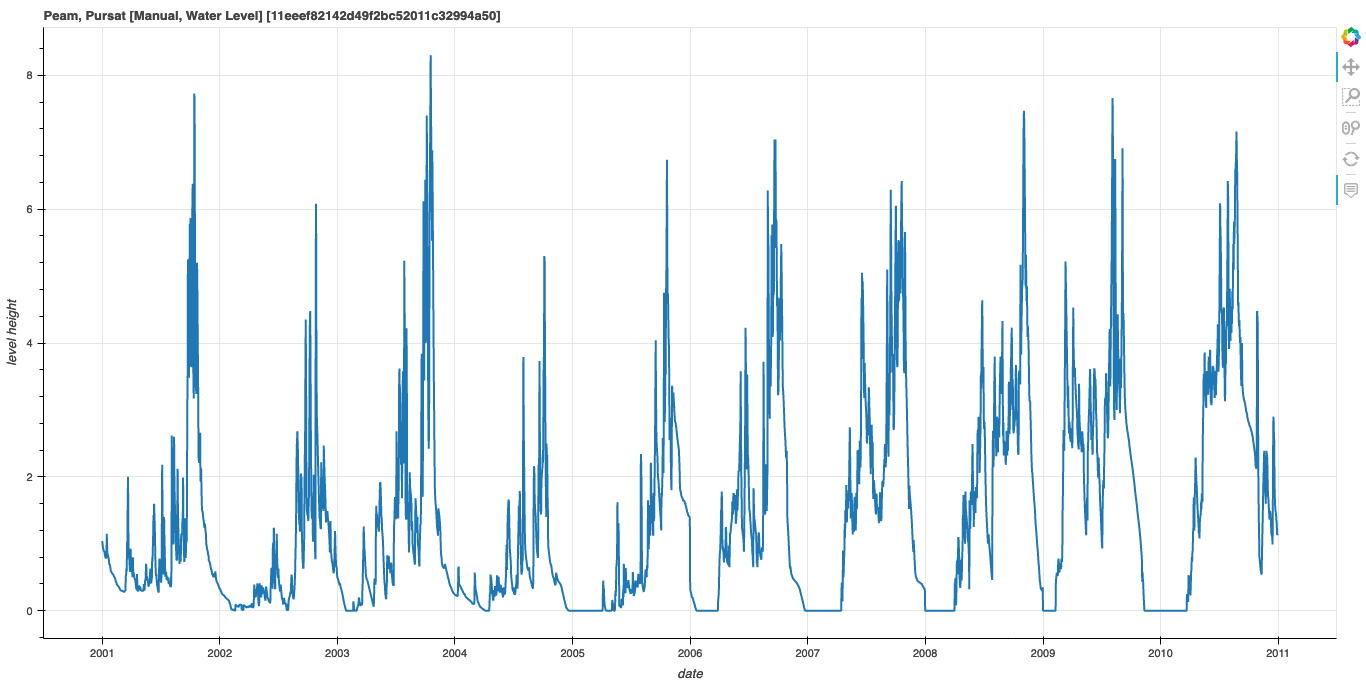 Peam, Pursat [Manual, Water Level] [11eeef82142d49f2bc52011c32994a50]
8
6
4
2
0
level height
2001 2002 2003 2004 2005 2006 2007 2008 2009 2010 2011
date